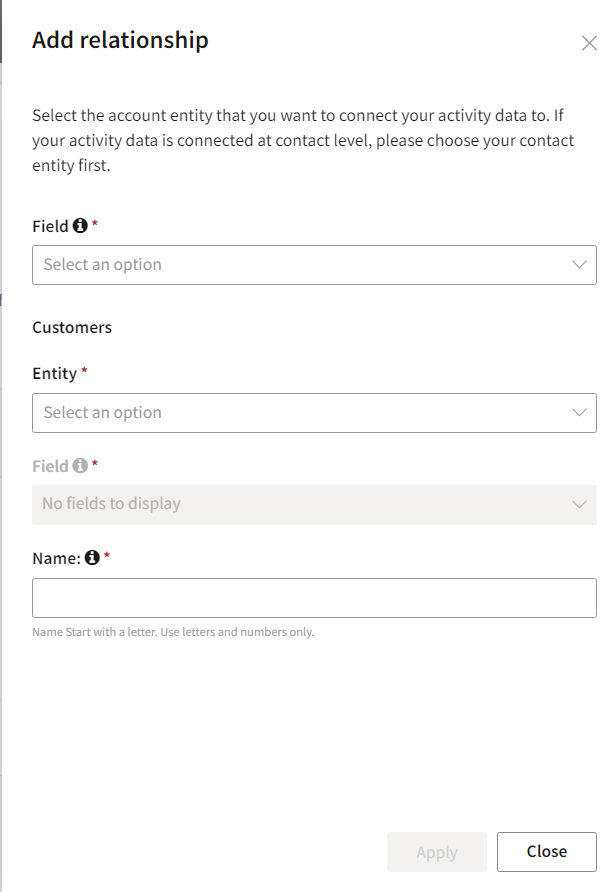 Add relationship
Select the account entity that you want to connect your activity data to. If
your activity data is connected at contact level, please choose your contact
entity first.
Field *
Select an option
Customers
Entity *
Select an option
Field *
No fields to display
Name: *
Name Start with a letter. Use letters and numbers only.
Apply
Close